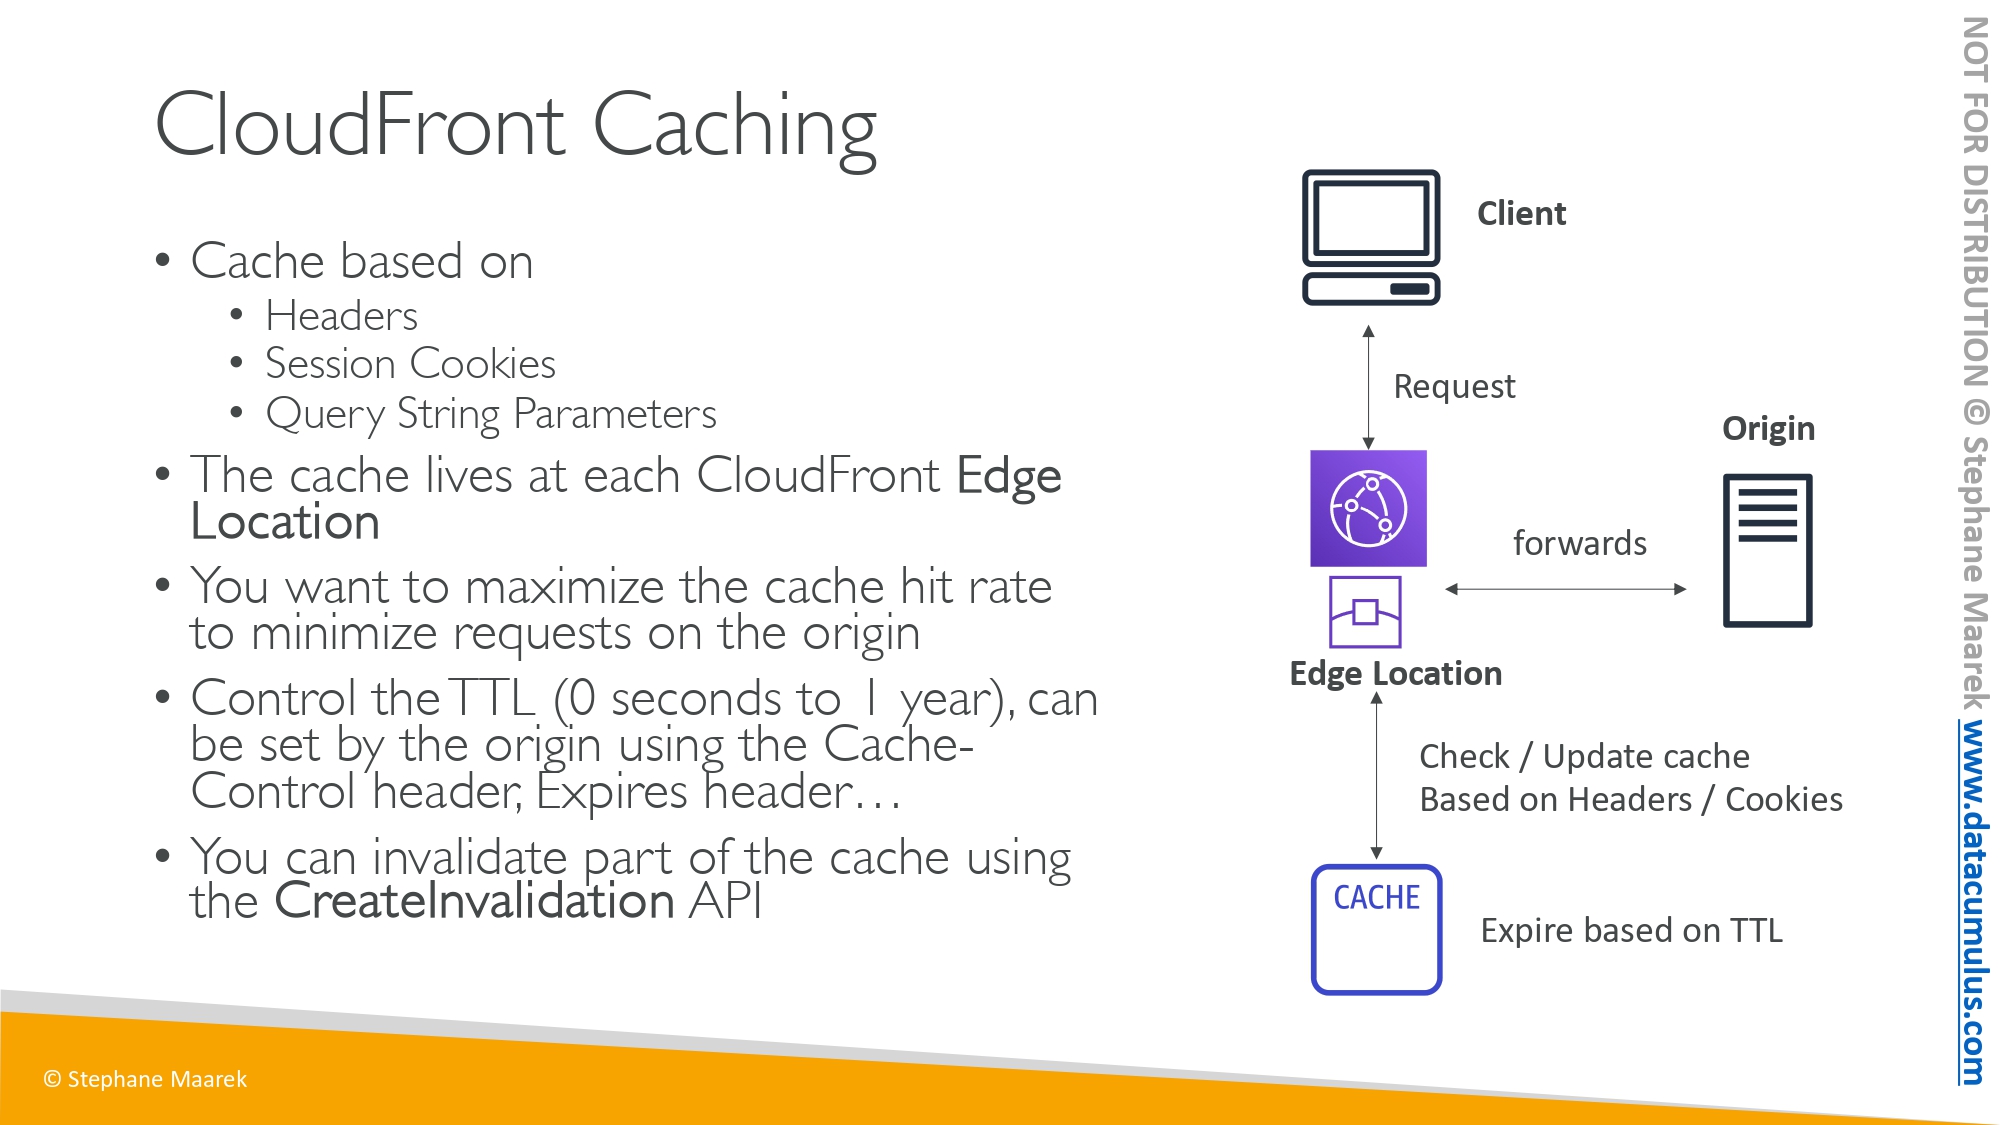 CloudFront Caching
• Cache based on
• Headers
• Session Cookies
• Query String Parameters
• The cache lives at each CloudFront Edge
Location
• You want to maximize the cache hit rate
to minimize requests on the origin
• Control the TTL (0 seconds to 1 year), can
be set by the origin using the Cache-
Control header, Expires header…
• You can invalidate part of the cache using
the CreateInvalidation API
Client
Request
Origin
forwards
Edge Location
Check / Update cache
Based on Headers / Cookies
CACHE
Expire based on TTL
© Stephane Maarek
NOT FOR DISTRIBUTION © Stephane Maarek www.datacumulus.com